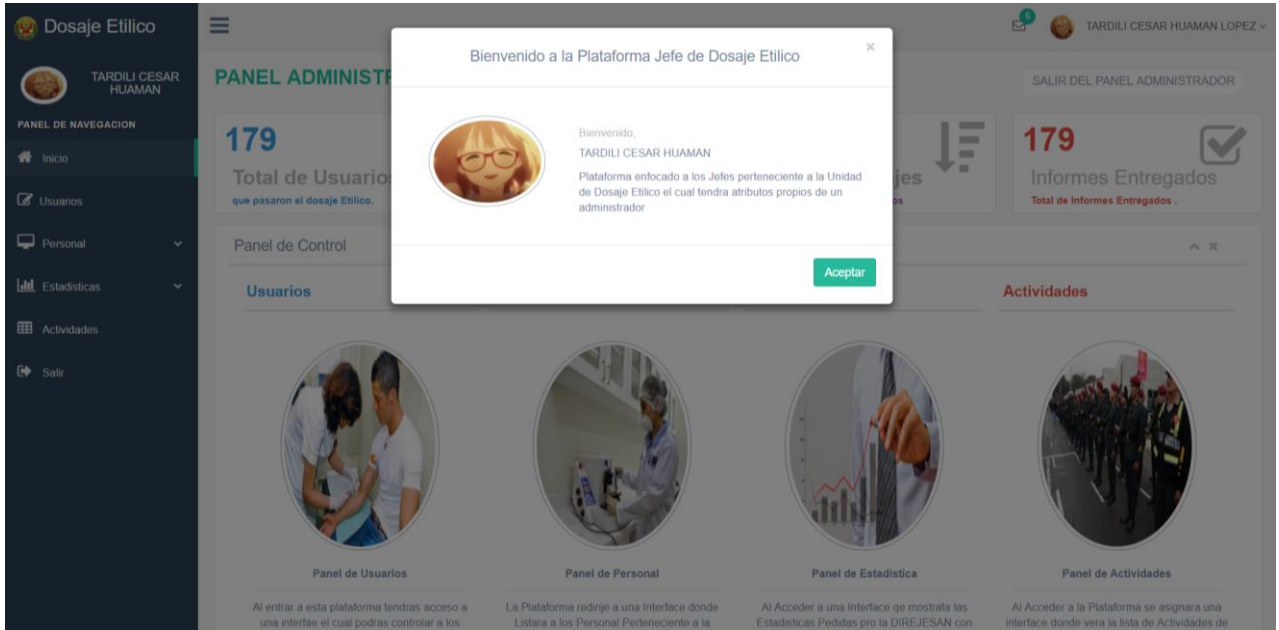 Dosaje Etilico
6
TARDILI CESAR HUAMAN LOPEZ
TARDILI CESAR
HUAMAN
PANEL DE NAVEGACION
Inicio
Usuarios
Personal
Estadisticas
Actividades
Salir
Bienvenido a la Plataforma Jefe de Dosaje Etilico
×
Bienvenido,
TARDILI CESAR HUAMAN
Plataforma enfocado a los Jefes perteneciente a la Unidad
de Dosaje Etilico el cual tendra atributos propios de un
administrador
Aceptar
PANEL ADMINISTR
SALIR DEL PANEL ADMINISTRADOR
179
Total de Usuario
que pasaron el dosaje Etilico.
jes
os
179
Informes Entregados
Total de Informes Entregados .
Panel de Control
Usuarios
Actividades
Panel de Usuarios
Panel de Personal
Panel de Estadistica
Panel de Actividades
Al entrar a esta plataforma tendras acceso a
una interfae el cual podras controlar a los
La Plataforma redirije a una Interface donde
Listara a los Personal Perteneciente a la
Al Acceder a una Interface qe mostrata las
Estadisticas Pedidas pro la DIREJESAN con
Al Acceder a la Plataforma se asignara una
interface donde vera la lista de Actividades de